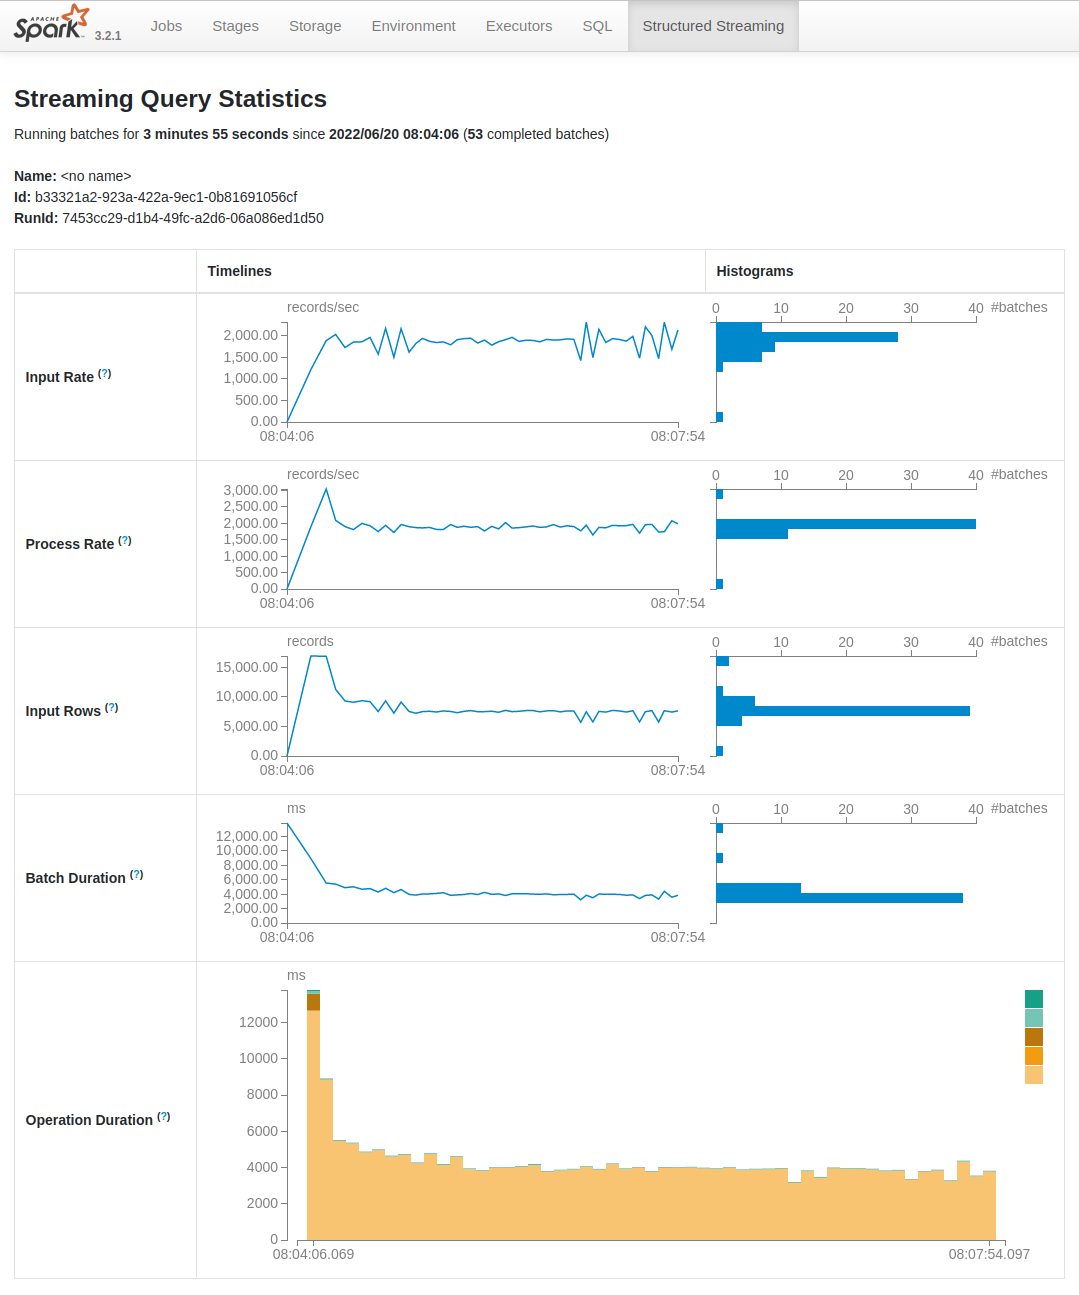 APACHE
Spark 3.2.1 Jobs Stages Storage Environment Executors SQL Structured Streaming
Streaming Query Statistics
Running batches for 3 minutes 55 seconds since 2022/06/20 08:04:06 (53 completed batches)
Name: <no name>
Id: b33321a2-923a-422a-9ec1-0b81691056cf
RunId: 7453cc29-d1b4-49fc-a2d6-06a086ed1d50
Timelines Histograms
Input Rate (?)
records/sec
2,000.00
1,500.00
1,000.00
500.00
0.00
08:04:06 08:07:54
0 10 20 30 40 #batches
Process Rate (?)
records/sec
3,000.00
2,500.00
2,000.00
1,500.00
1,000.00
500.00
0.00
08:04:06 08:07:54
0 10 20 30 40 #batches
Input Rows (?)
records
15,000.00
10,000.00
5,000.00
0.00
08:04:06 08:07:54
0 10 20 30 40 #batches
Batch Duration (?)
ms
12,000.00
10,000.00
8,000.00
6,000.00
4,000.00
2,000.00
0.00
08:04:06 08:07:54
0 10 20 30 40 #batches
Operation Duration (?)
ms
12000
10000
8000
6000
4000
2000
0
08:04:06.069 08:07:54.097